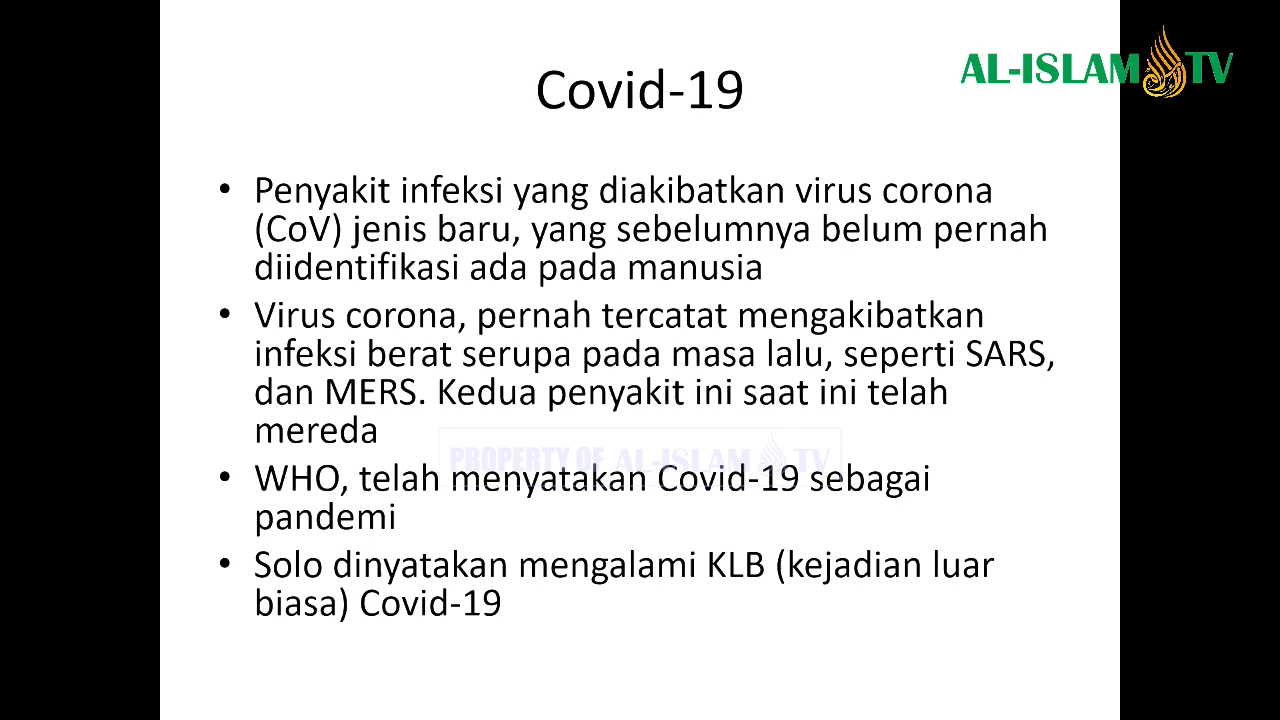 AL-ISLAM TV
Covid-19
• Penyakit infeksi yang diakibatkan virus corona
(CoV) jenis baru, yang sebelumnya belum pernah
diidentifikasi ada pada manusia
• Virus corona, pernah tercatat mengakibatkan
infeksi berat serupa pada masa lalu, seperti SARS,
dan MERS. Kedua penyakit ini saat ini telah
mereda
PROPERTY OF AL-ISLAM TV
• WHO, telah menyatakan Covid-19 sebagai
pandemi
• Solo dinyatakan mengalami KLB (kejadian luar
biasa) Covid-19